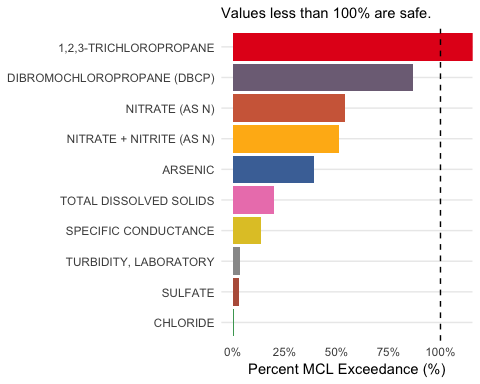 Values less than 100% are safe.
1,2,3-TRICHLOROPROPANE
DIBROMOCHLOROPROPANE (DBCP)
NITRATE (AS N)
NITRATE + NITRITE (AS N)
ARSENIC
TOTAL DISSOLVED SOLIDS
SPECIFIC CONDUCTANCE
TURBIDITY, LABORATORY
SULFATE
CHLORIDE
0% 25% 50% 75% 100%
Percent MCL Exceedance (%)